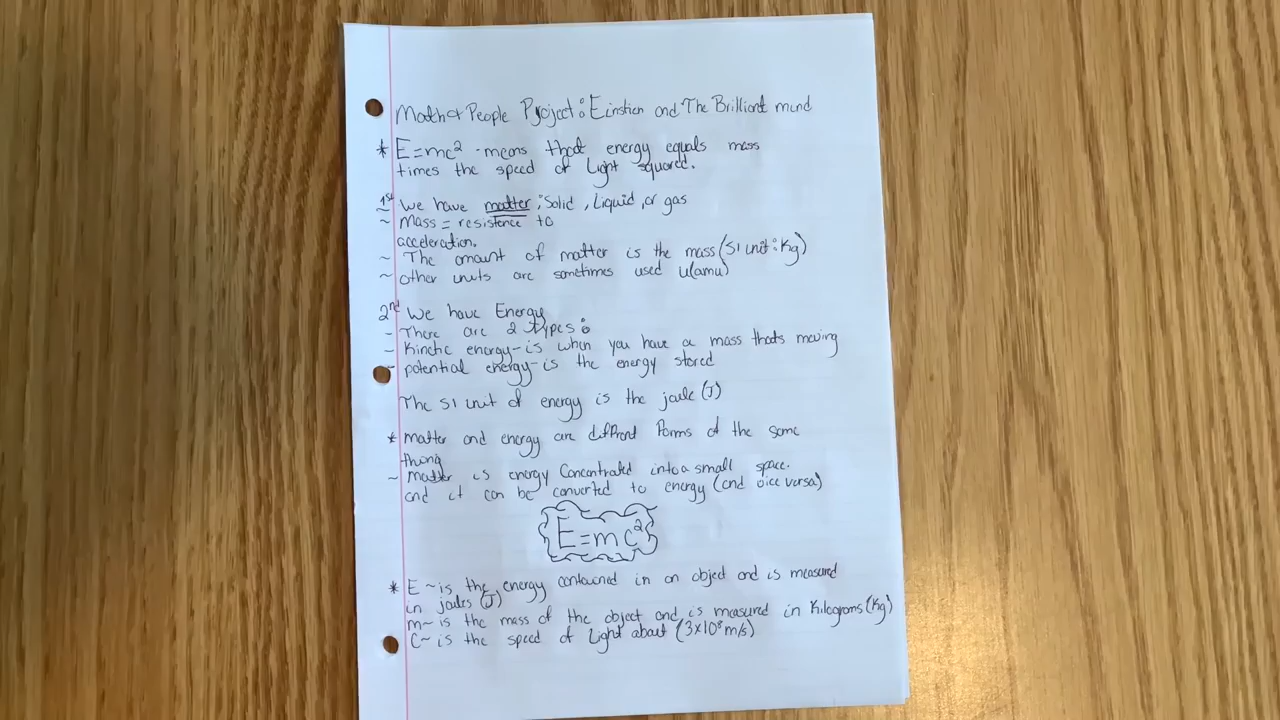 Math of People Project: Einstien and The Brilliant mind
* E=mc² - means that energy equals mass
times the speed of Light squared.
1st We have matter; Solid, Liquid, or gas
~ Mass = resistence to
acceleration.
~ The amount of matter is the mass (SI unit: Kg)
~ other units are sometimes used u(amu)
2nd We have Energy
- There are 2 types:
- Kinetic energy - is when you have a mass thats moving
- potential energy - is the energy stored
The SI unit of energy is the joule (J)
* matter and energy are diffrent Forms of the same
thing
~ Matter is energy Concentrated into a small space.
and it can be converted to energy (and vice versa)
E=mc²
* E ~ is the energy contained in an object and is measured
in joules (J)
m ~ is the mass of the object and is measured in Kilograms (Kg)
C ~ is the speed of Light about (3x10⁸ m/s)